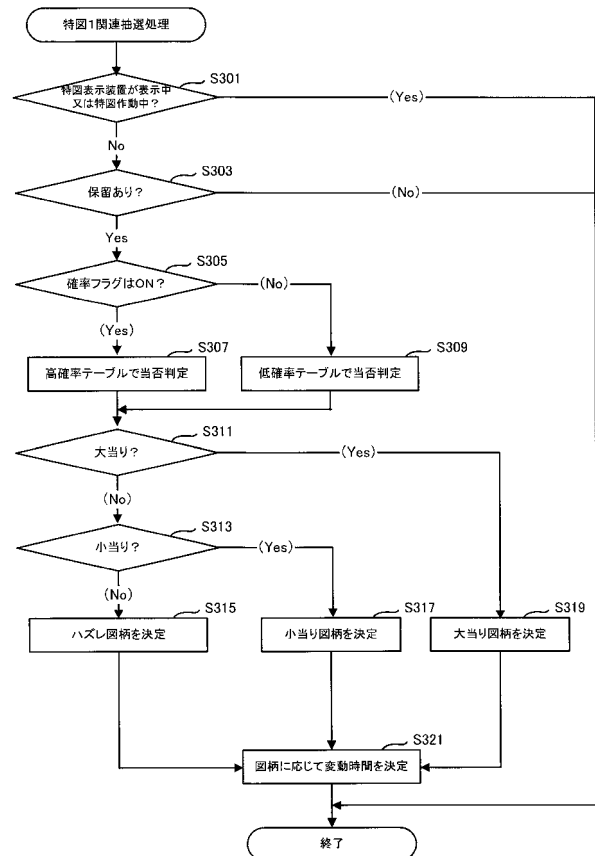 特図1関連抽選処理
S301
特図表示装置が表示中
又は特図作動中？
(Yes)
No
S303
保留あり？
(No)
Yes
S305
確率フラグはON？
(No)
(Yes)
S307
高確率テーブルで当否判定
S309
低確率テーブルで当否判定
S311
大当り？
(Yes)
(No)
S313
小当り？
(Yes)
(No)
S315
ハズレ図柄を決定
S317
小当り図柄を決定
S319
大当り図柄を決定
S321
図柄に応じて変動時間を決定
終了